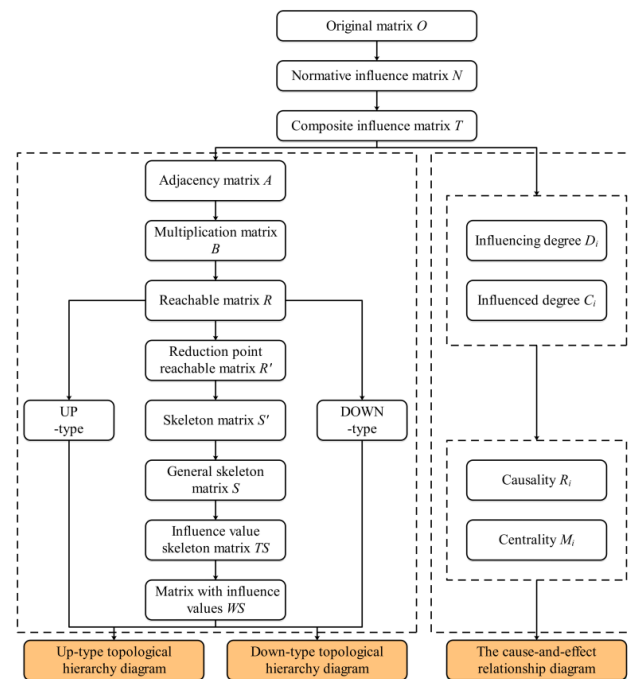 Original matrix O
Normative influence matrix N
Composite influence matrix T
Adjacency matrix A
Multiplication matrix
B
Reachable matrix R
Reduction point
reachable matrix R'
UP
-type
Skeleton matrix S'
DOWN
-type
General skeleton
matrix S
Influence value
skeleton matrix TS
Matrix with influence
values WS
Influencing degree Di
Influenced degree Ci
Causality Ri
Centrality Mi
Up-type topological
hierarchy diagram
Down-type topological
hierarchy diagram
The cause-and-effect
relationship diagram